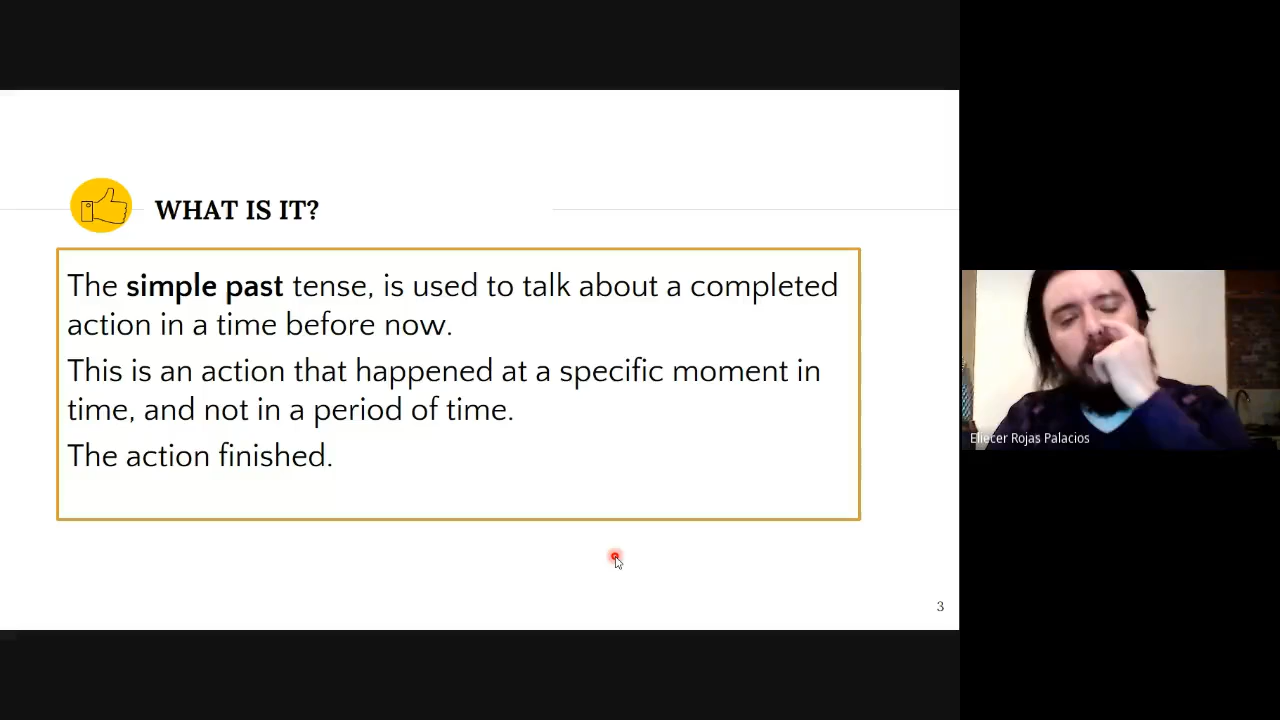 WHAT IS IT?
The simple past tense, is used to talk about a completed
action in a time before now.
This is an action that happened at a specific moment in
time, and not in a period of time.
The action finished.
3
Eliecer Rojas Palacios